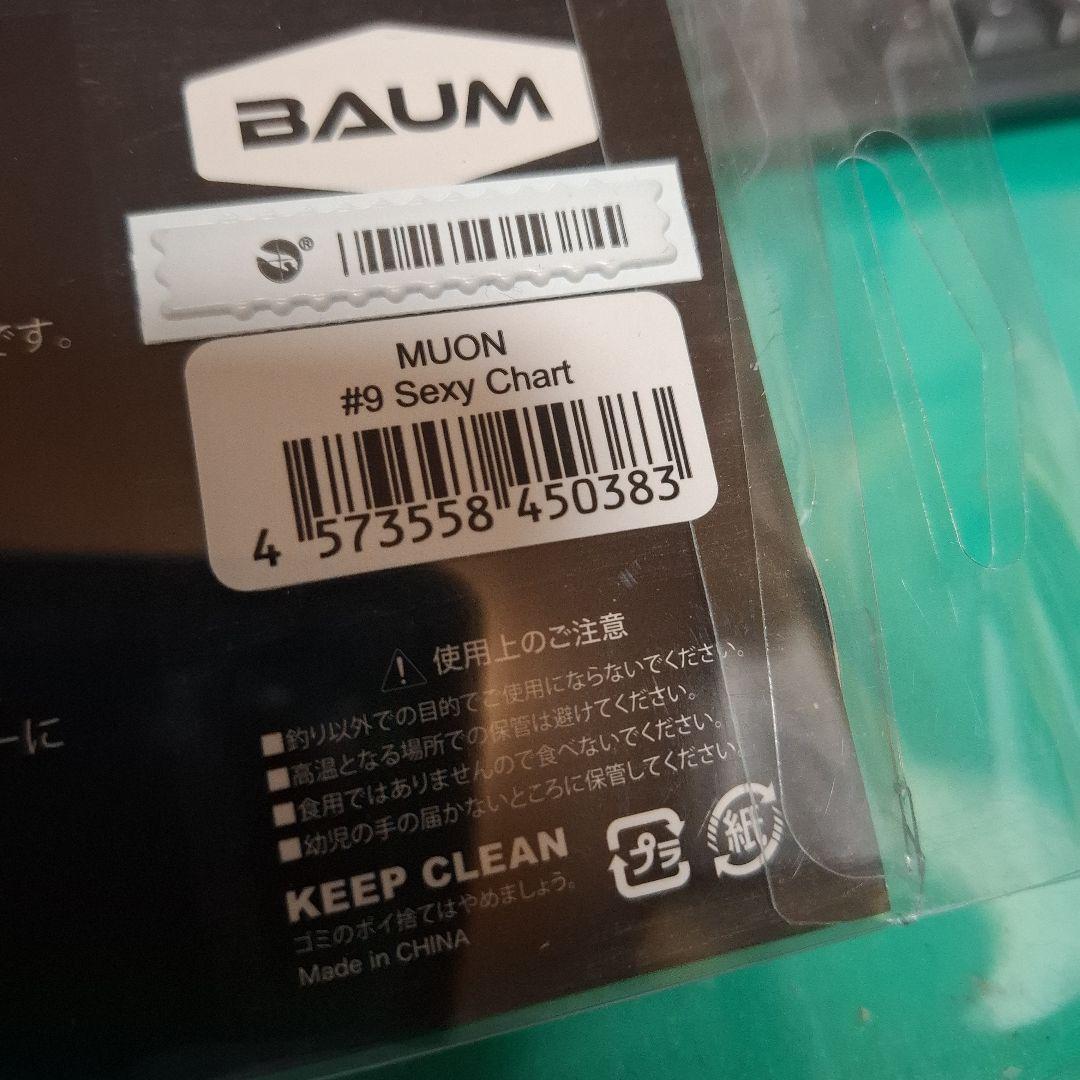 BAUM
®
です。
MUON
#9 Sexy Chart
4 573558 450383
使用上のご注意
■釣り以外での目的でご使用にならないでください。
■高温となる場所での保管は避けてください。
■食用ではありませんので食べないでください。
■幼児の手の届かないところに保管してください。
ーに
KEEP CLEAN
プラ
紙
ゴミのポイ捨てはやめましょう。
Made in CHINA